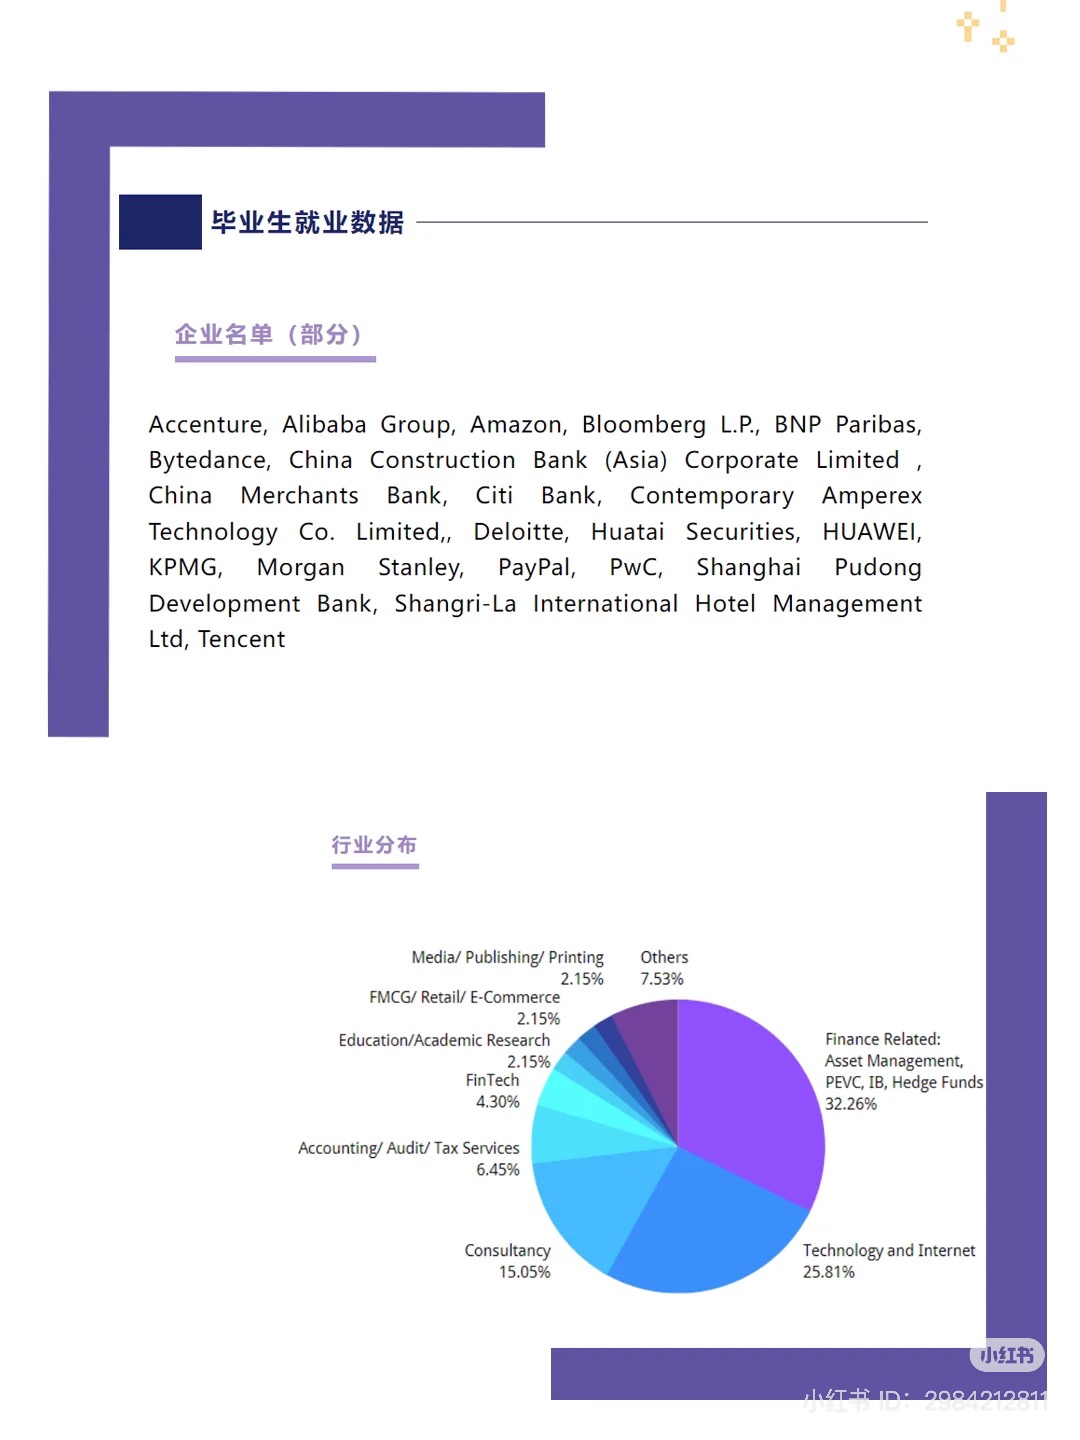 毕业生就业数据
企业名单（部分）
Accenture, Alibaba Group, Amazon, Bloomberg L.P., BNP Paribas,
Bytedance, China Construction Bank (Asia) Corporate Limited ,
China Merchants Bank, Citi Bank, Contemporary Amperex
Technology Co. Limited,, Deloitte, Huatai Securities, HUAWEI,
KPMG, Morgan Stanley, PayPal, PwC, Shanghai Pudong
Development Bank, Shangri-La International Hotel Management
Ltd, Tencent
行业分布
Media/ Publishing/ Printing
2.15%
Others
7.53%
FMCG/ Retail/ E-Commerce
2.15%
Education/Academic Research
2.15%
FinTech
4.30%
Accounting/ Audit/ Tax Services
6.45%
Consultancy
15.05%
Finance Related:
Asset Management,
PEVC, IB, Hedge Funds
32.26%
Technology and Internet
25.81%
小红书
小红书 ID: 2984212811